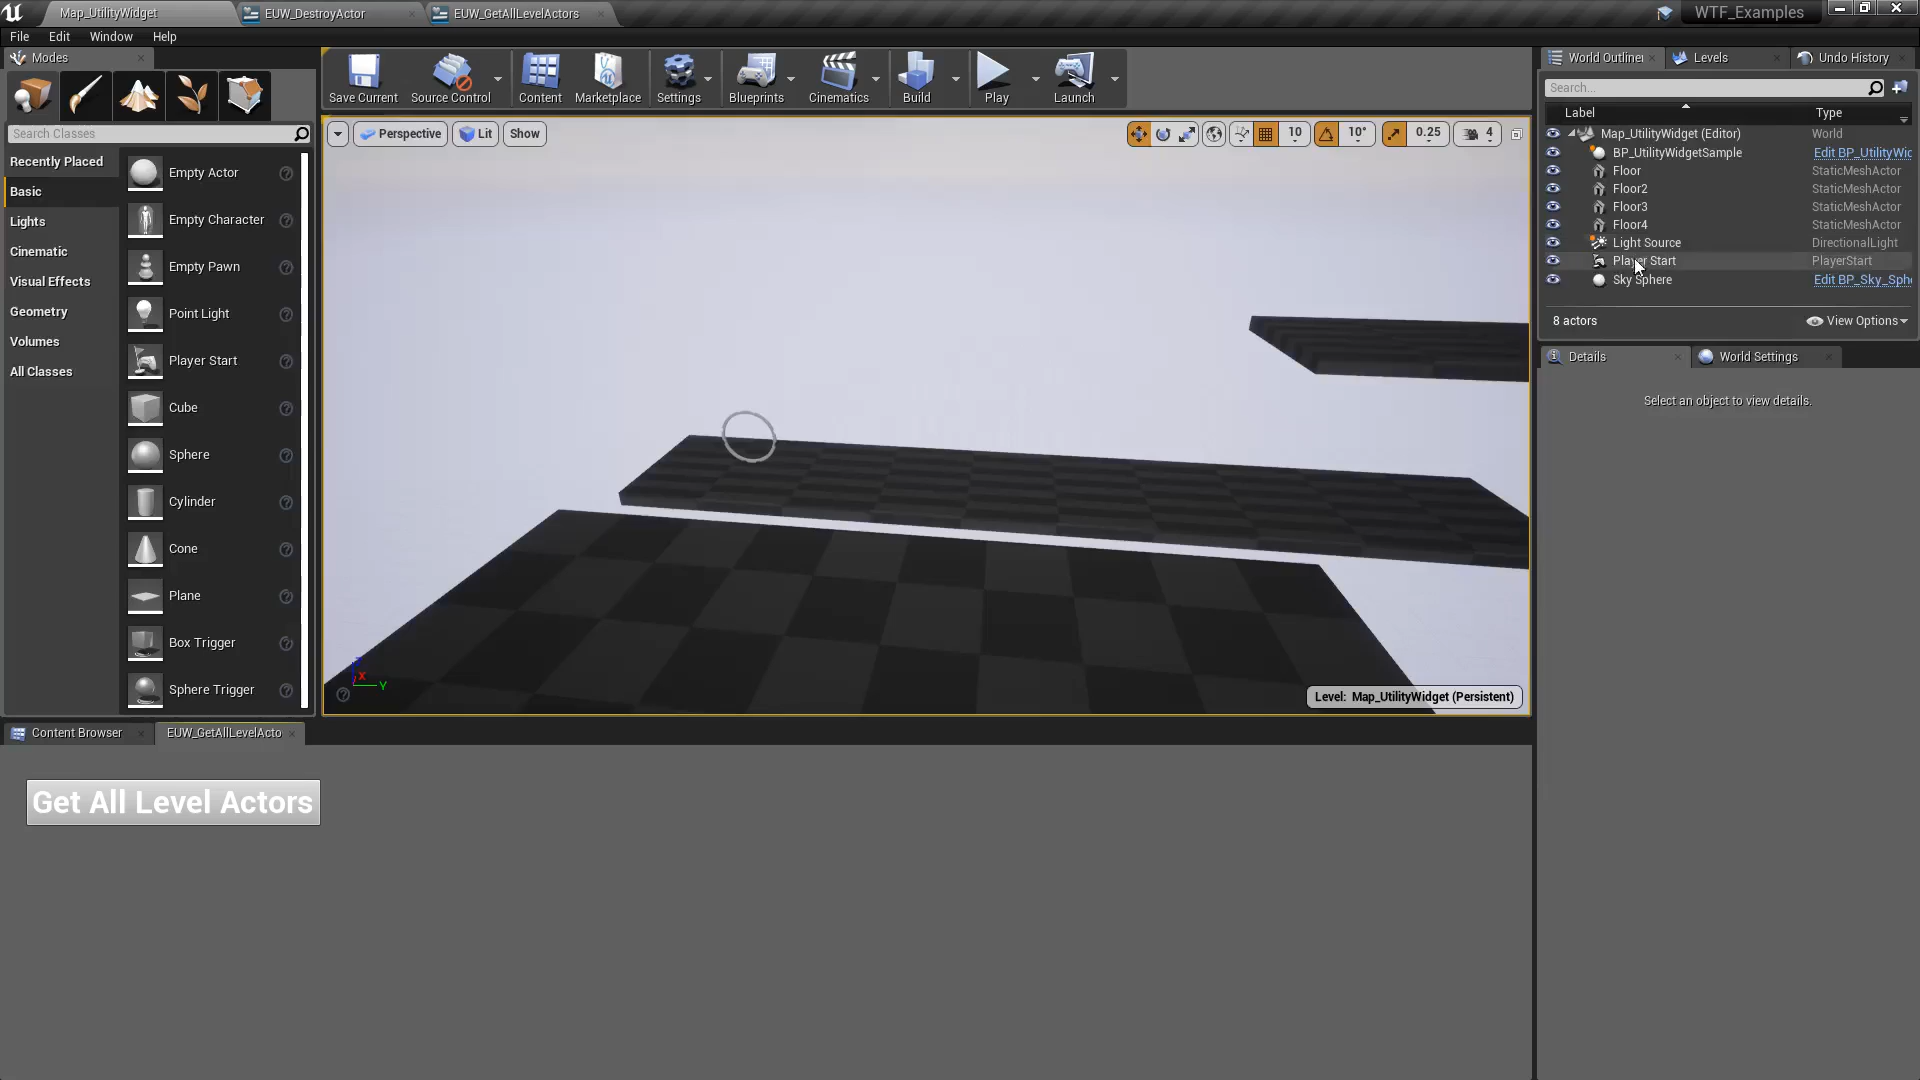 Map_UtilityWidget
EUW_DestroyActor
EUW_GetAllLevelActors
WTF_Examples
File Edit Window Help
Modes
Search Classes
Recently Placed
Basic
Lights
Cinematic
Visual Effects
Geometry
Volumes
All Classes
Empty Actor
Empty Character
Empty Pawn
Point Light
Player Start
Cube
Sphere
Cylinder
Cone
Plane
Box Trigger
Sphere Trigger
Save Current
Source Control
Content
Marketplace
Settings
Blueprints
Cinematics
Build
Play
Launch
Perspective
Lit
Show
10
10°
0.25
4
X
Y
Level: Map_UtilityWidget (Persistent)
World Outliner
Levels
Undo History
Search...
Label Type
Map_UtilityWidget (Editor) World
BP_UtilityWidgetSample Edit BP_UtilityWid
Floor StaticMeshActor
Floor2 StaticMeshActor
Floor3 StaticMeshActor
Floor4 StaticMeshActor
Light Source DirectionalLight
Player Start PlayerStart
Sky Sphere Edit BP_Sky_Sphe
8 actors
View Options
Details
World Settings
Select an object to view details.
Content Browser
EUW_GetAllLevelActo
Get All Level Actors